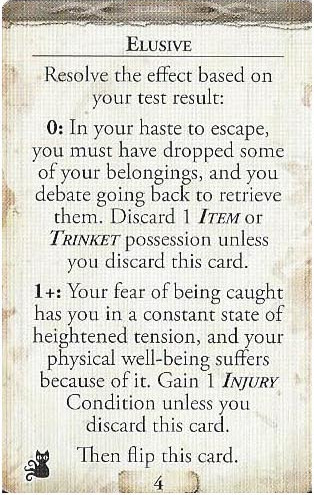 ELUSIVE
Resolve the effect based on
your test result:
0: In your haste to escape,
you must have dropped some
of your belongings, and you
debate going back to retrieve
them. Discard 1 ITEM or
TRINKET possession unless
you discard this card.
1+: Your fear of being caught
has you in a constant state of
heightened tension, and your
physical well-being suffers
because of it. Gain 1 INJURY
Condition unless you
discard this card.
Then flip this card.
4